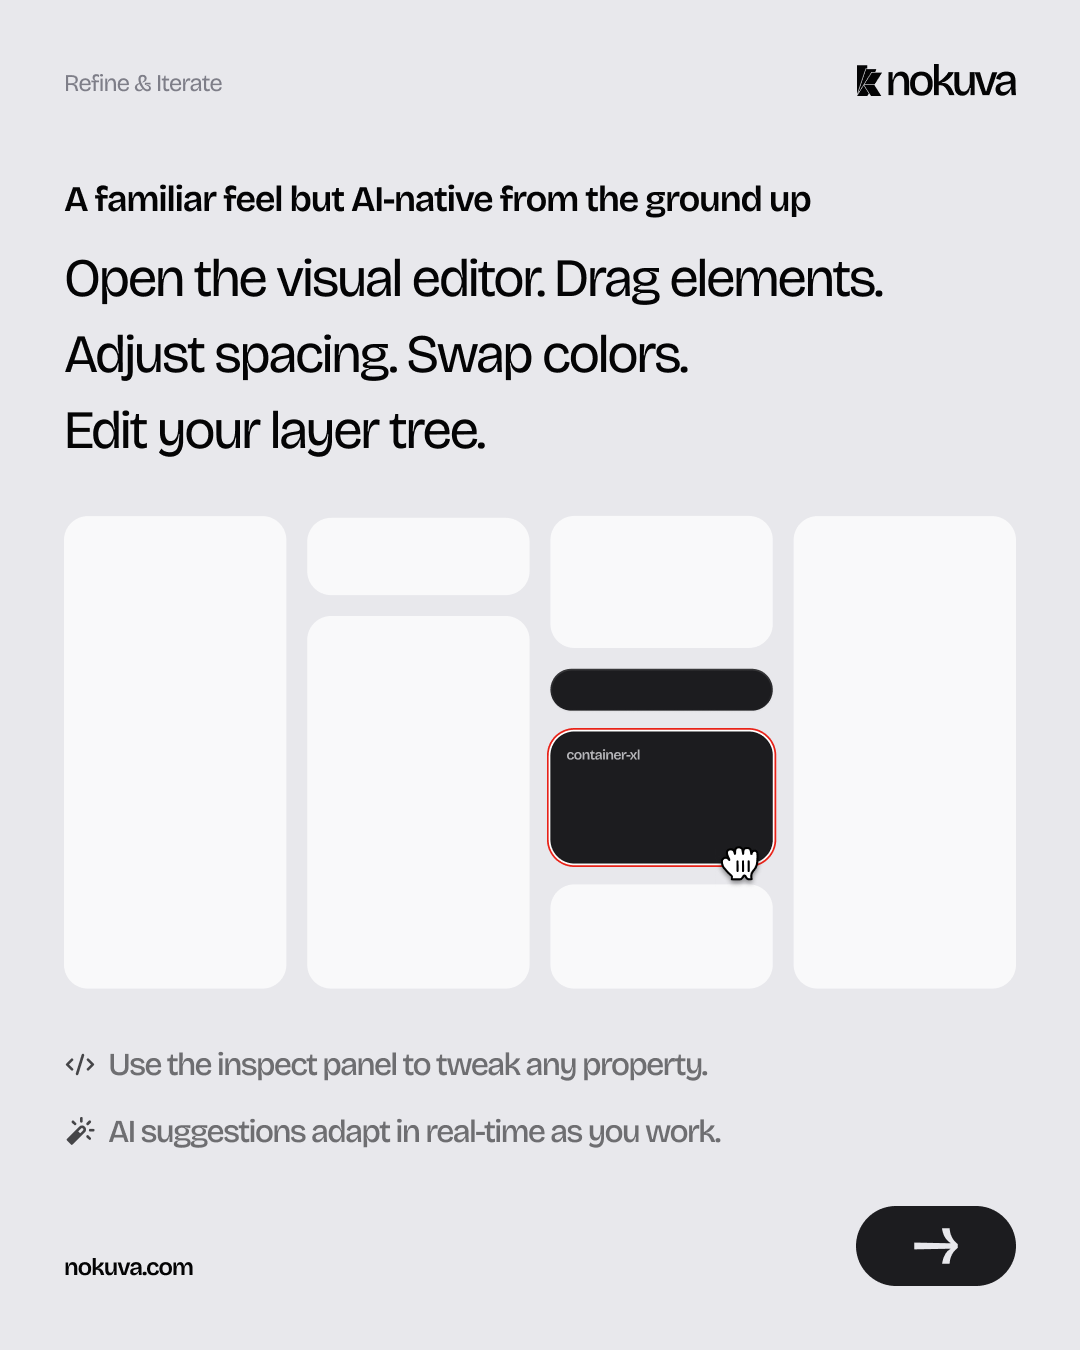 Refine & Iterate
nokuva
A familiar feel but AI-native from the ground up
Open the visual editor. Drag elements.
Adjust spacing. Swap colors.
Edit your layer tree.
container-xl
Use the inspect panel to tweak any property.
AI suggestions adapt in real-time as you work.
nokuva.com